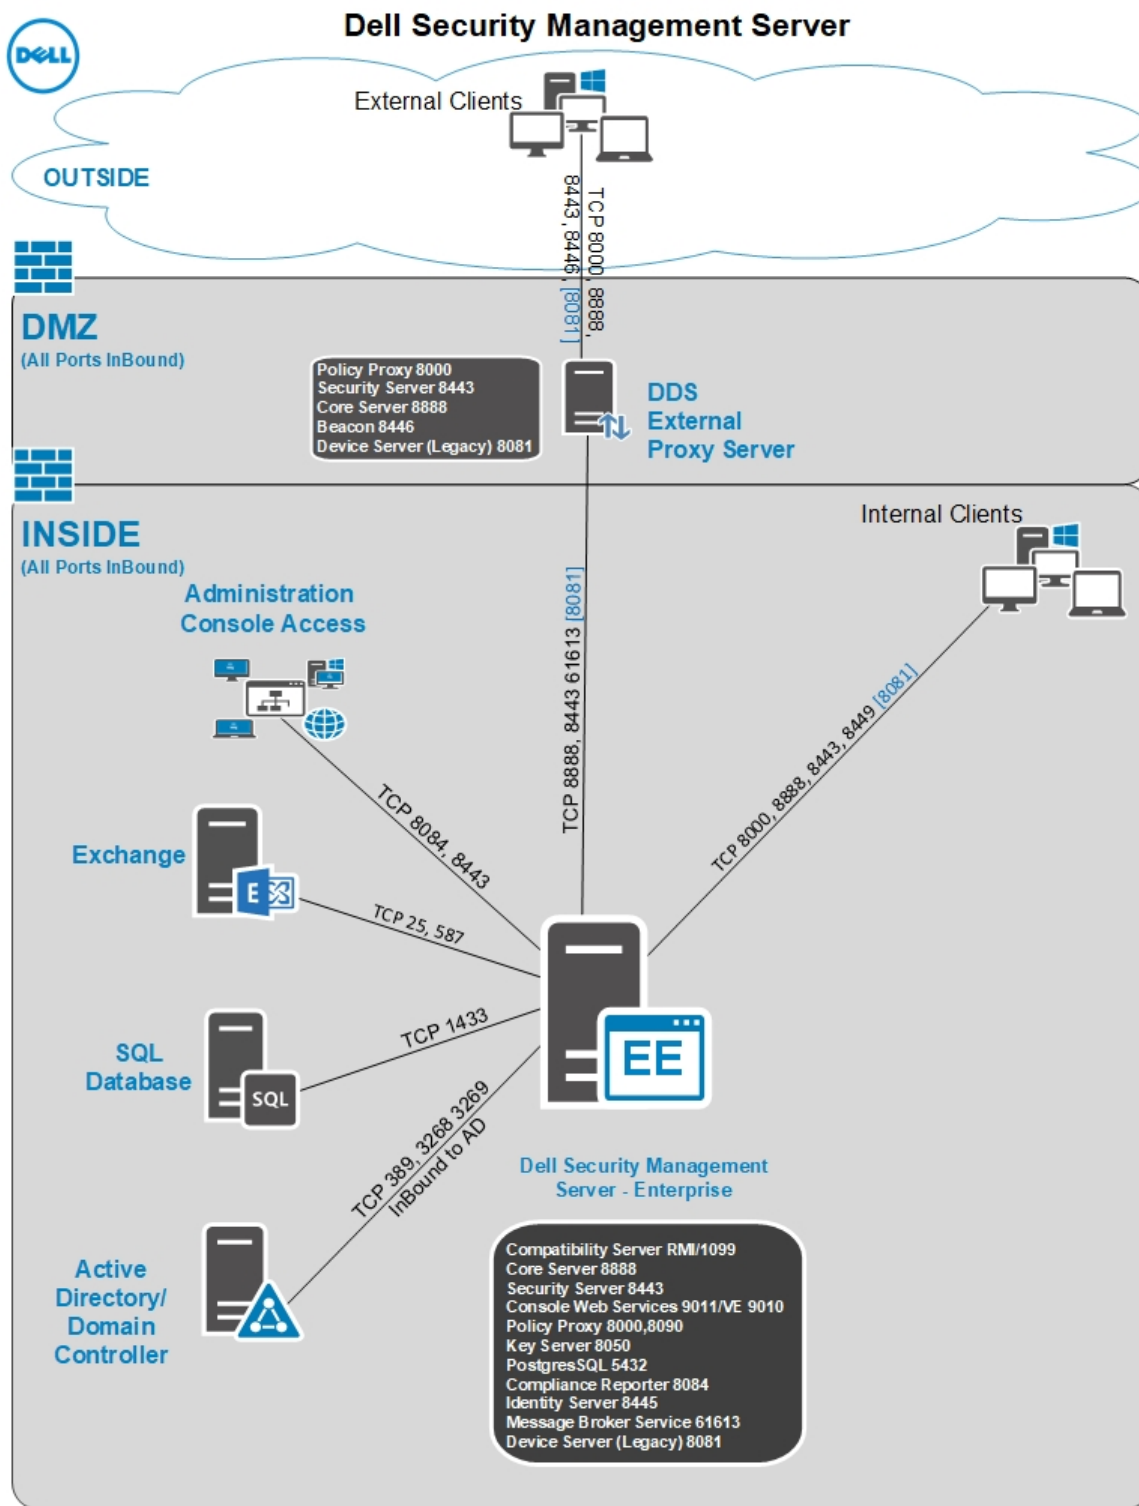 Dell Security Management Server
DELL
External Clients
OUTSIDE
TCP 8000, 8888,
8443, 8446, [8081]
DMZ
(All Ports InBound)
Policy Proxy 8000
Security Server 8443
Core Server 8888
Beacon 8446
Device Server (Legacy) 8081
DDS
External
Proxy Server
INSIDE
(All Ports InBound)
Internal Clients
Administration
Console Access
TCP 8888, 8443 61613 [8081]
TCP 8000, 8888, 8443, 8449 [8081]
TCP 8084, 8443
Exchange
E
TCP 25, 587
SQL
Database
SQL
TCP 1433
EE
TCP 389, 3268 3269
InBound to AD
Dell Security Management
Server - Enterprise
Active
Directory/
Domain
Controller
Compatibility Server RMI/1099
Core Server 8888
Security Server 8443
Console Web Services 9011/VE 9010
Policy Proxy 8000,8090
Key Server 8050
PostgresSQL 5432
Compliance Reporter 8084
Identity Server 8445
Message Broker Service 61613
Device Server (Legacy) 8081